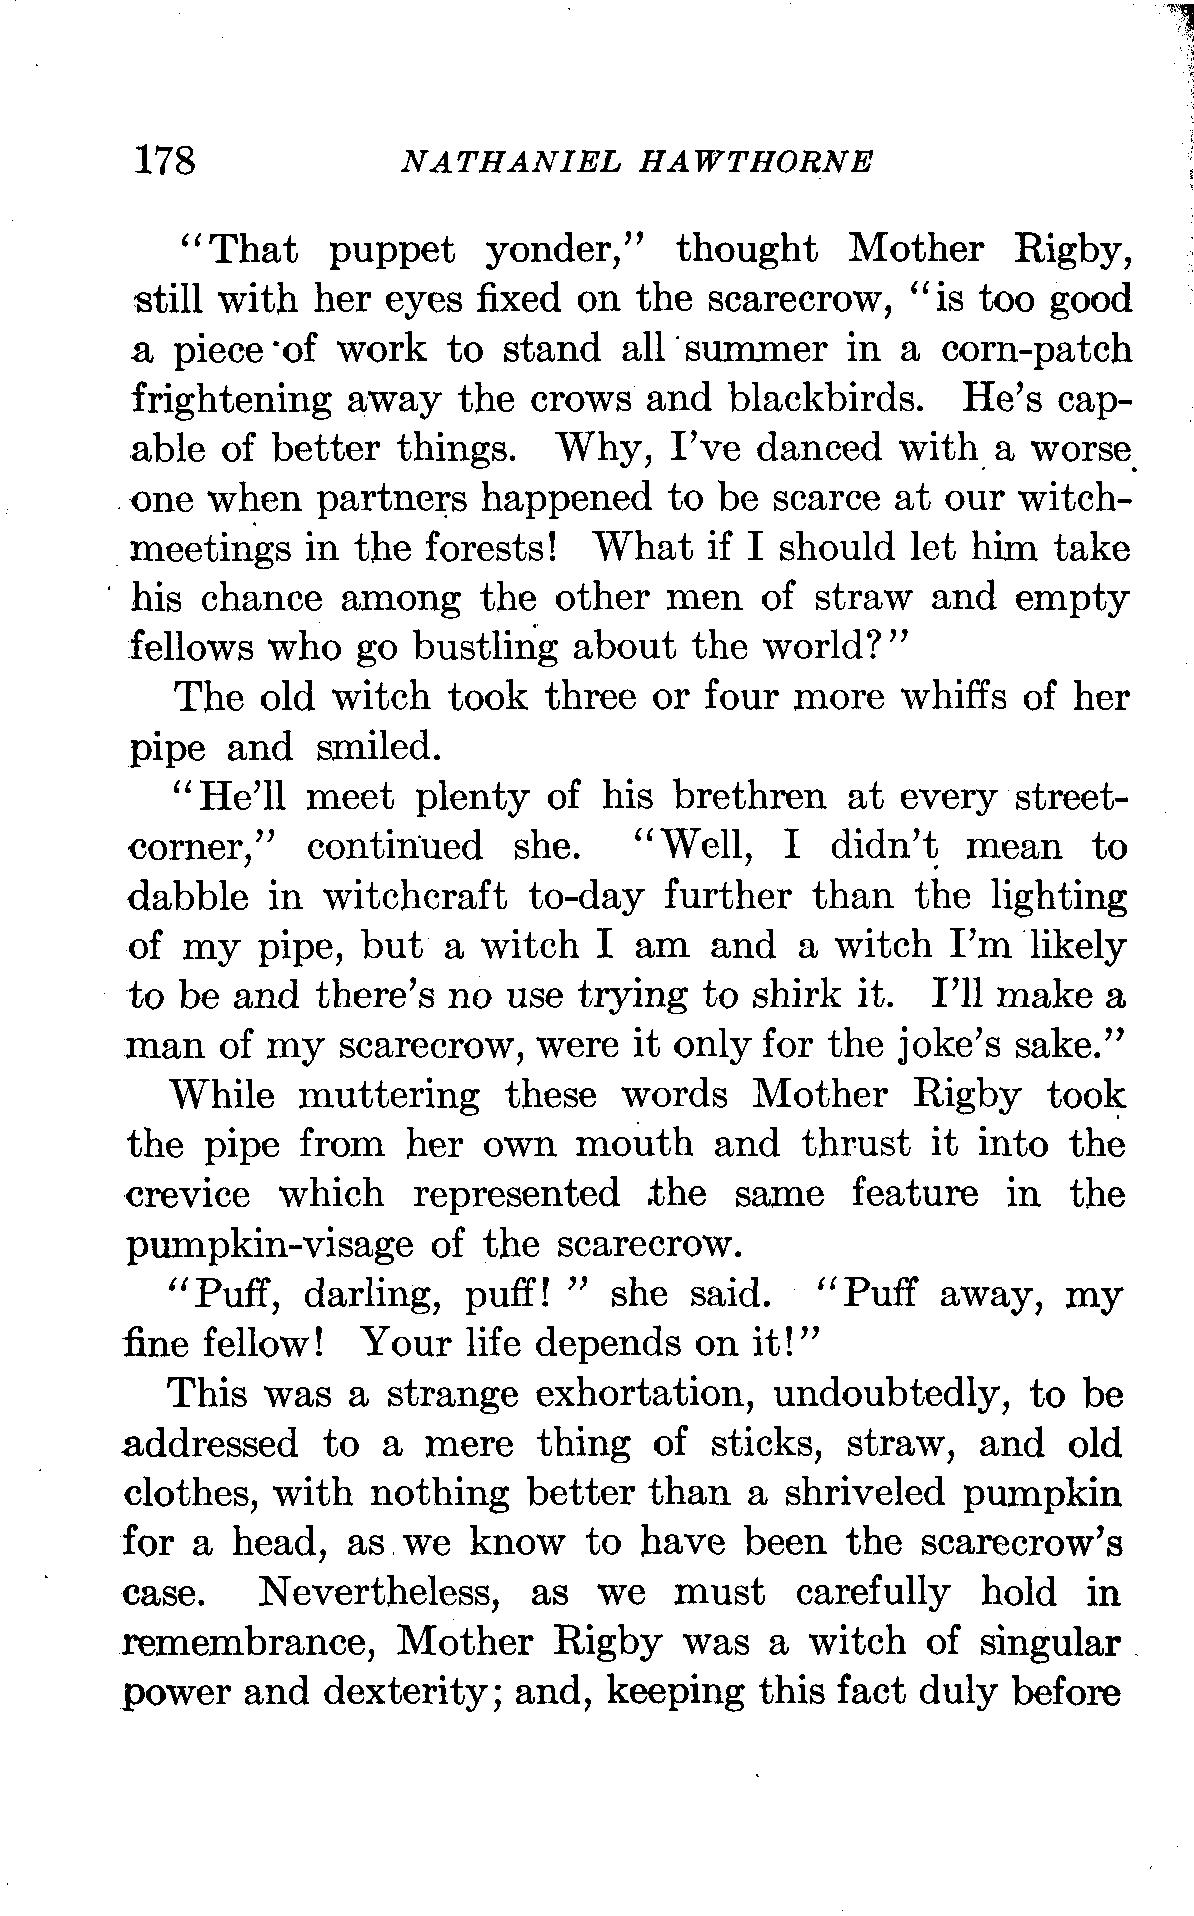 178 NATHANIEL HAWTHORNE
"That puppet yonder," thought Mother Rigby,
still with her eyes fixed on the scarecrow, "is too good
a piece of work to stand all summer in a corn-patch
frightening away the crows and blackbirds. He's cap-
able of better things. Why, I've danced with a worse
one when partners happened to be scarce at our witch-
meetings in the forests! What if I should let him take
his chance among the other men of straw and empty
fellows who go bustling about the world?"
The old witch took three or four more whiffs of her
pipe and smiled.
"He'll meet plenty of his brethren at every street-
corner," continued she. "Well, I didn't mean to
dabble in witchcraft to-day further than the lighting
of my pipe, but a witch I am and a witch I'm likely
to be and there's no use trying to shirk it. I'll make a
man of my scarecrow, were it only for the joke's sake."
While muttering these words Mother Rigby took
the pipe from her own mouth and thrust it into the
crevice which represented the same feature in the
pumpkin-visage of the scarecrow.
"Puff, darling, puff!" she said. "Puff away, my
fine fellow! Your life depends on it!"
This was a strange exhortation, undoubtedly, to be
addressed to a mere thing of sticks, straw, and old
clothes, with nothing better than a shriveled pumpkin
for a head, as we know to have been the scarecrow's
case. Nevertheless, as we must carefully hold in
remembrance, Mother Rigby was a witch of singular
power and dexterity; and, keeping this fact duly before